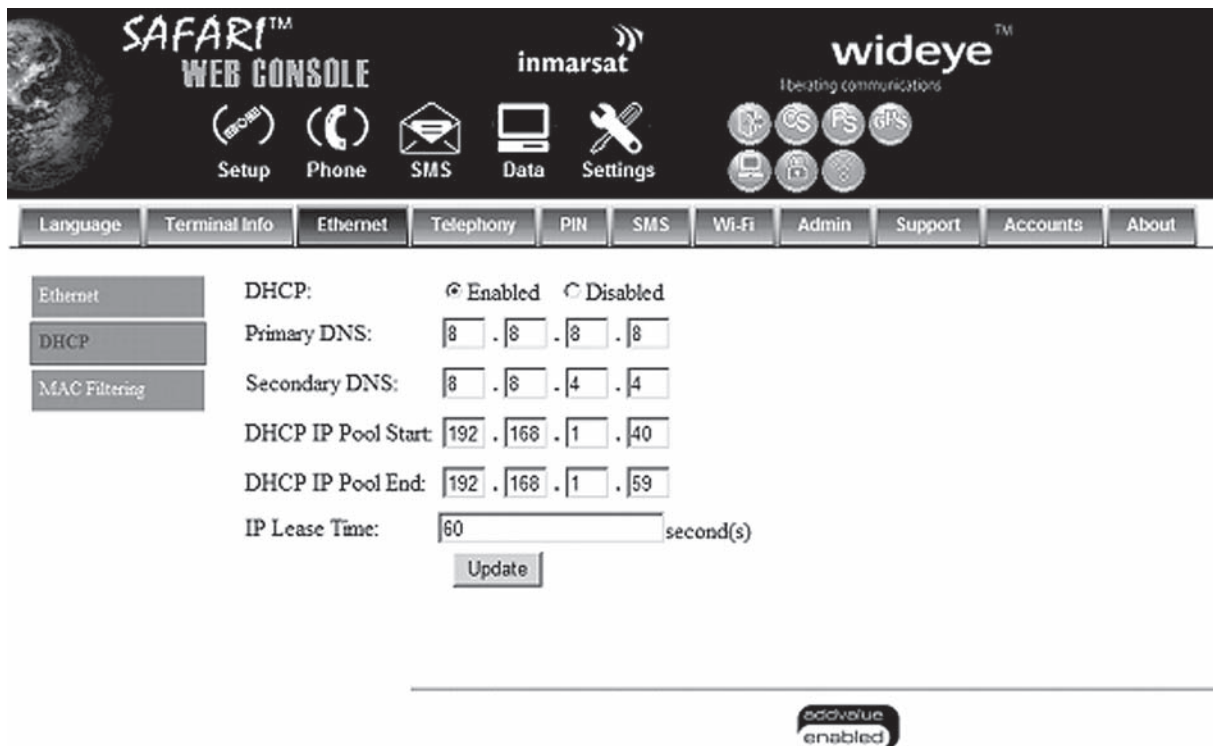 SAFARI™
WEB CONSOLE
inmarsat
wideye™
liberating communications
CS PS GPS
Setup Phone SMS Data Settings
Language Terminal Info Ethernet Telephony PIN SMS Wi-Fi Admin Support Accounts About
Ethernet
DHCP
MAC Filtering
DHCP: Enabled Disabled
Primary DNS: 8 . 8 . 8 . 8
Secondary DNS: 8 . 8 . 4 . 4
DHCP IP Pool Start: 192 . 168 . 1 . 40
DHCP IP Pool End: 192 . 168 . 1 . 59
IP Lease Time: 60 second(s)
Update
addvalue
enabled